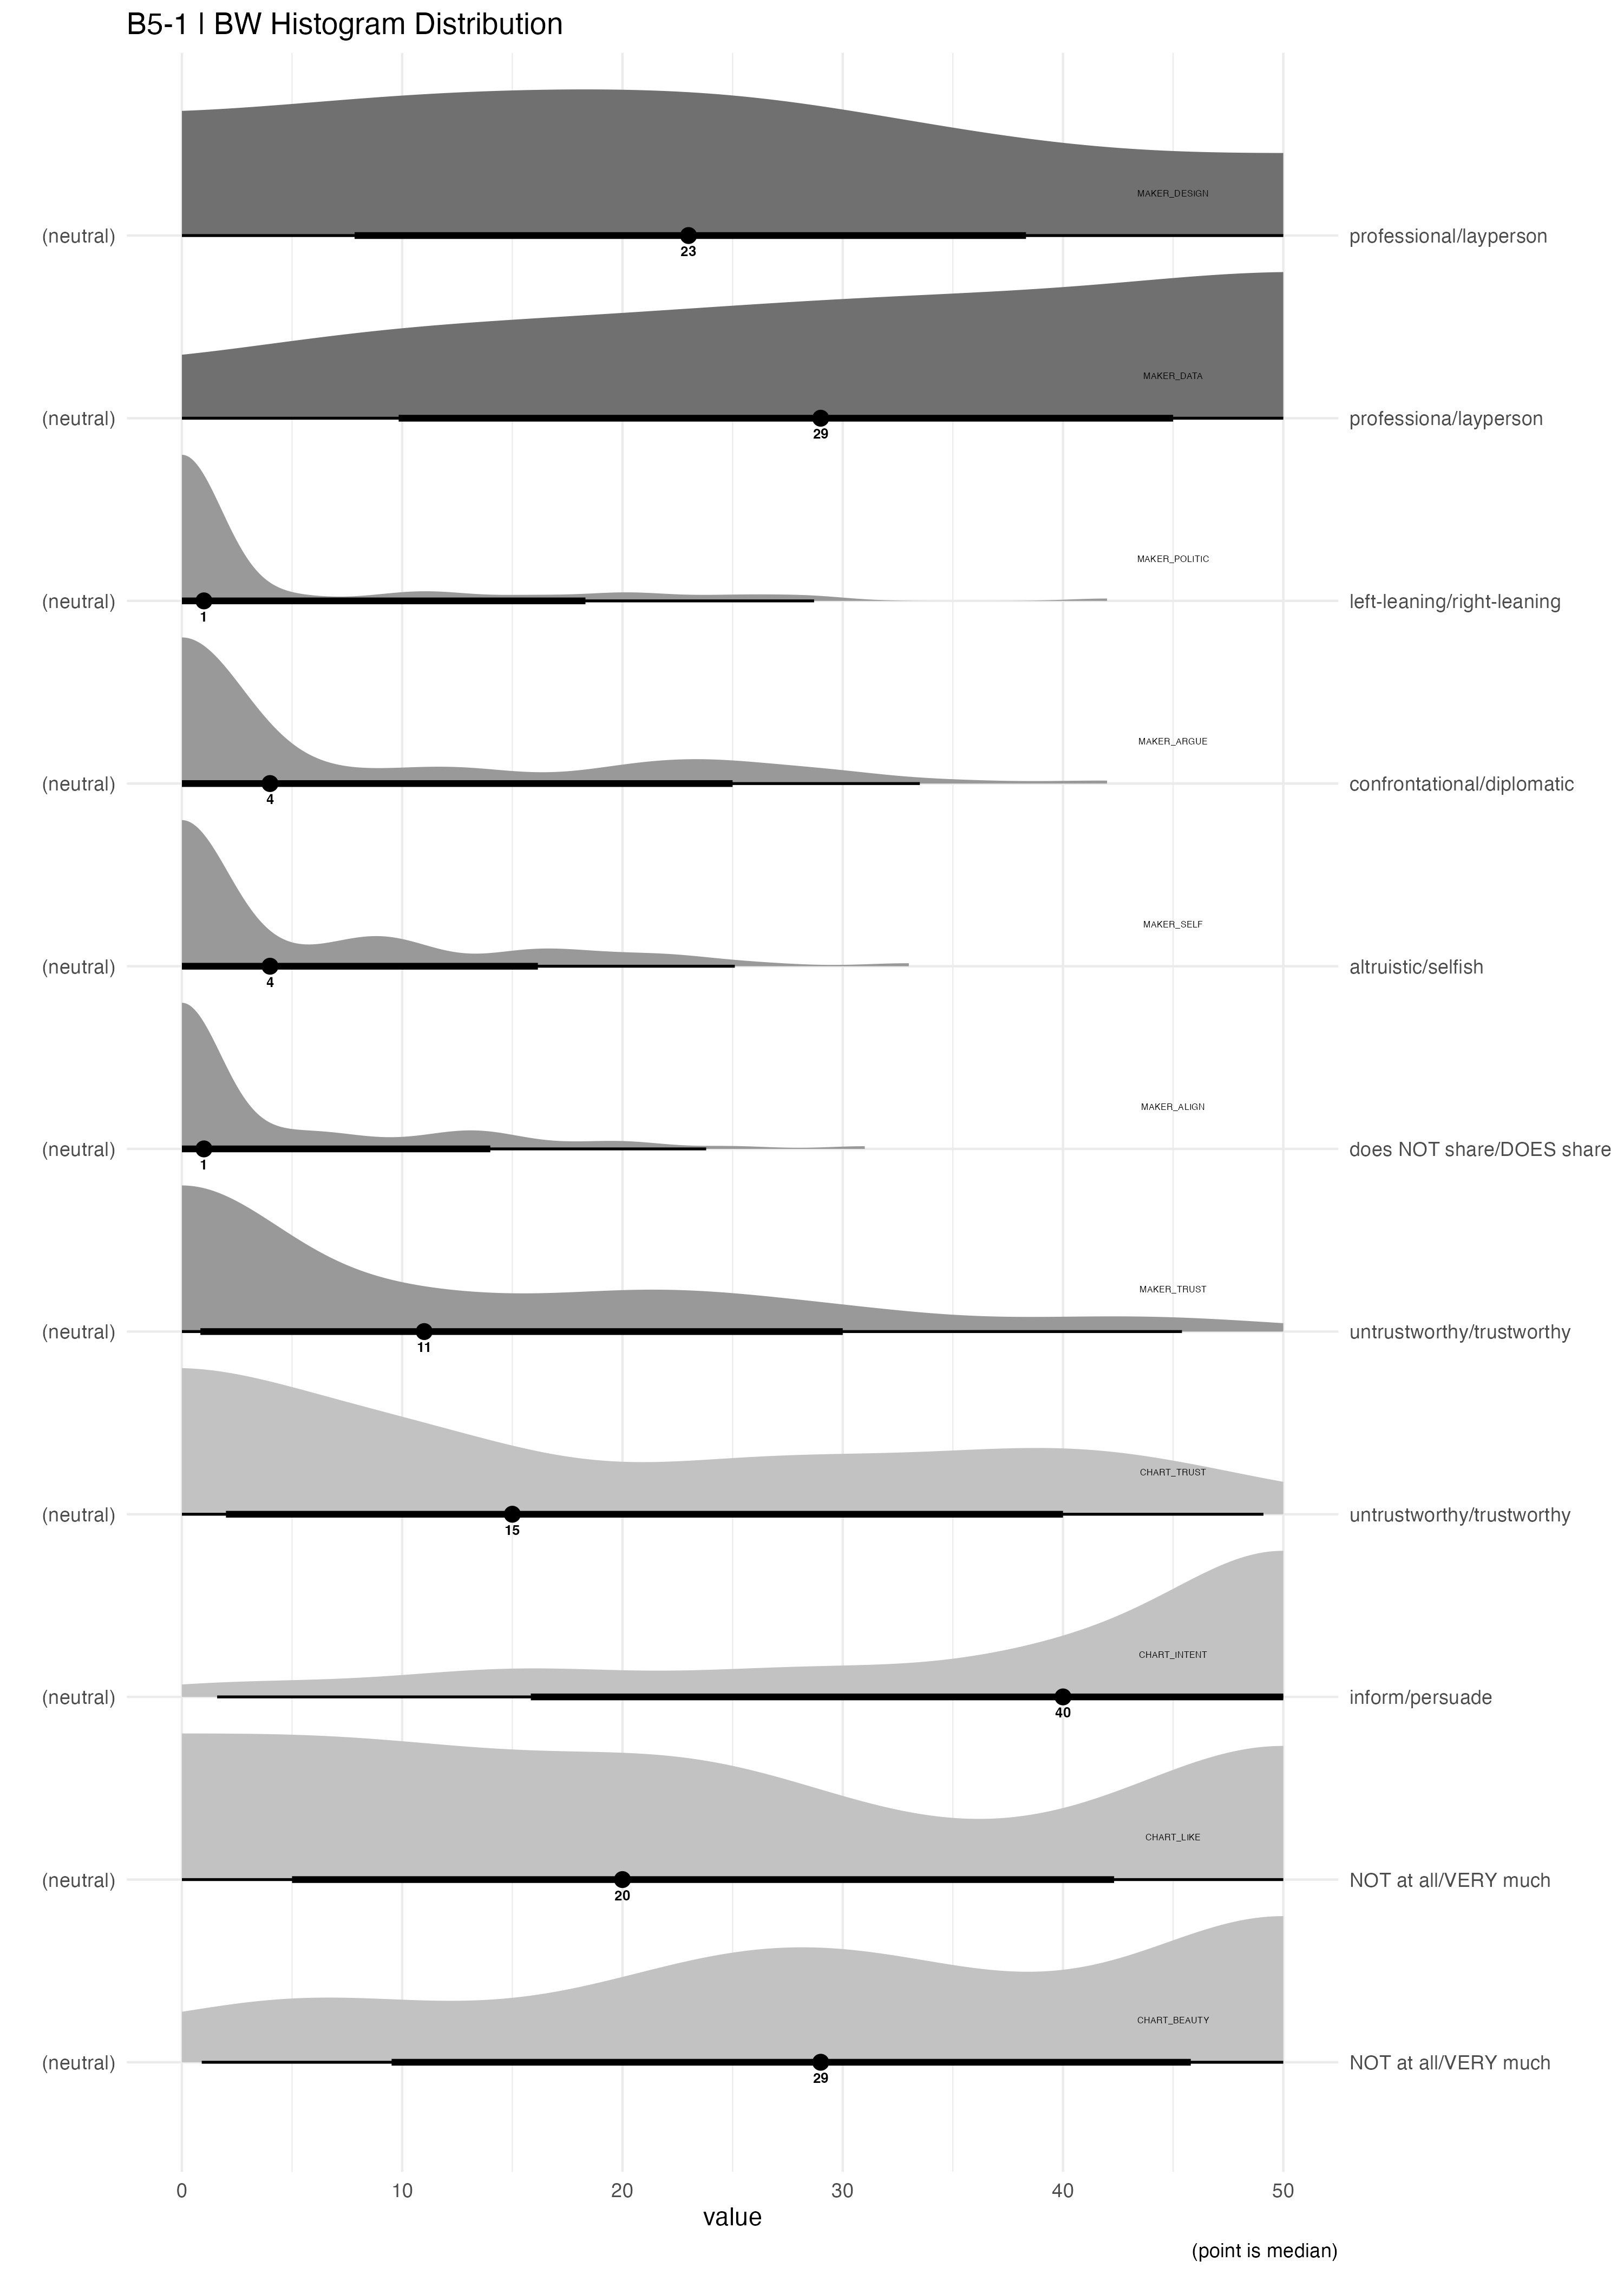 B5-1 | BW Histogram Distribution
MAKER_DESIGN
(neutral) professional/layperson
23
MAKER_DATA
(neutral) professiona/layperson
29
MAKER_POLITIC
(neutral) left-leaning/right-leaning
1
MAKER_ARGUE
(neutral) confrontational/diplomatic
4
MAKER_SELF
(neutral) altruistic/selfish
4
MAKER_ALIGN
(neutral) does NOT share/DOES share
1
MAKER_TRUST
(neutral) untrustworthy/trustworthy
11
CHART_TRUST
(neutral) untrustworthy/trustworthy
15
CHART_INTENT
(neutral) inform/persuade
40
CHART_LIKE
(neutral) NOT at all/VERY much
20
CHART_BEAUTY
(neutral) NOT at all/VERY much
29
0 10 20 30 40 50
value
(point is median)